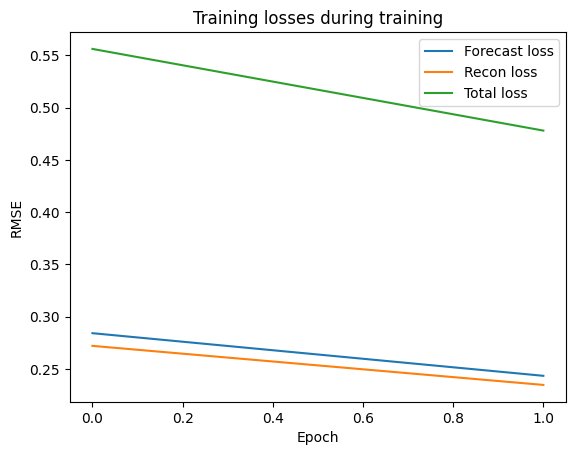 Training losses during training
Forecast loss
Recon loss
Total loss
0.55
0.50
0.45
0.40
0.35
0.30
0.25
RMSE
0.0 0.2 0.4 0.6 0.8 1.0
Epoch